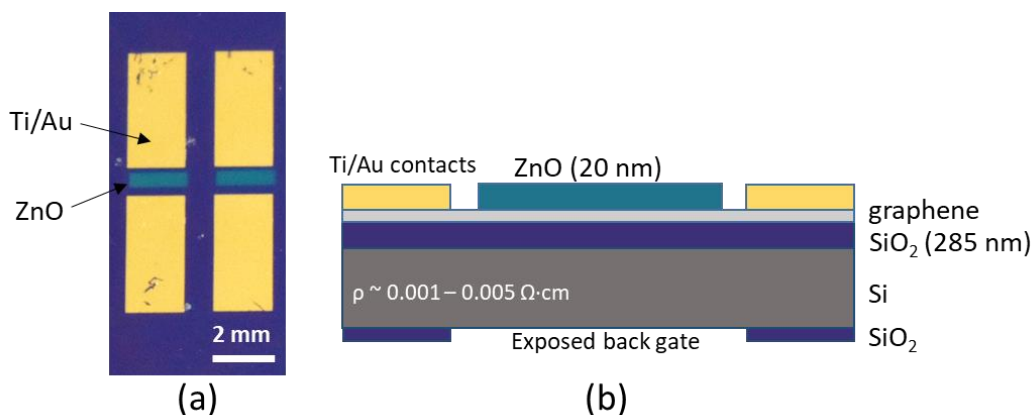 Ti/Au
ZnO
2 mm
(a)
Ti/Au contacts
ZnO (20 nm)
graphene
SiO₂ (285 nm)
ρ ~ 0.001 – 0.005 Ω·cm
Si
Exposed back gate
SiO₂
(b)